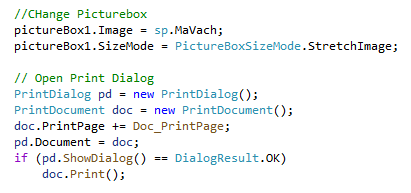 //CHange Picturebox
pictureBox1.Image = sp.MaVach;
pictureBox1.SizeMode = PictureBoxSizeMode.StretchImage;

// Open Print Dialog
PrintDialog pd = new PrintDialog();
PrintDocument doc = new PrintDocument();
doc.PrintPage += Doc_PrintPage;
pd.Document = doc;
if (pd.ShowDialog() == DialogResult.OK)
    doc.Print();